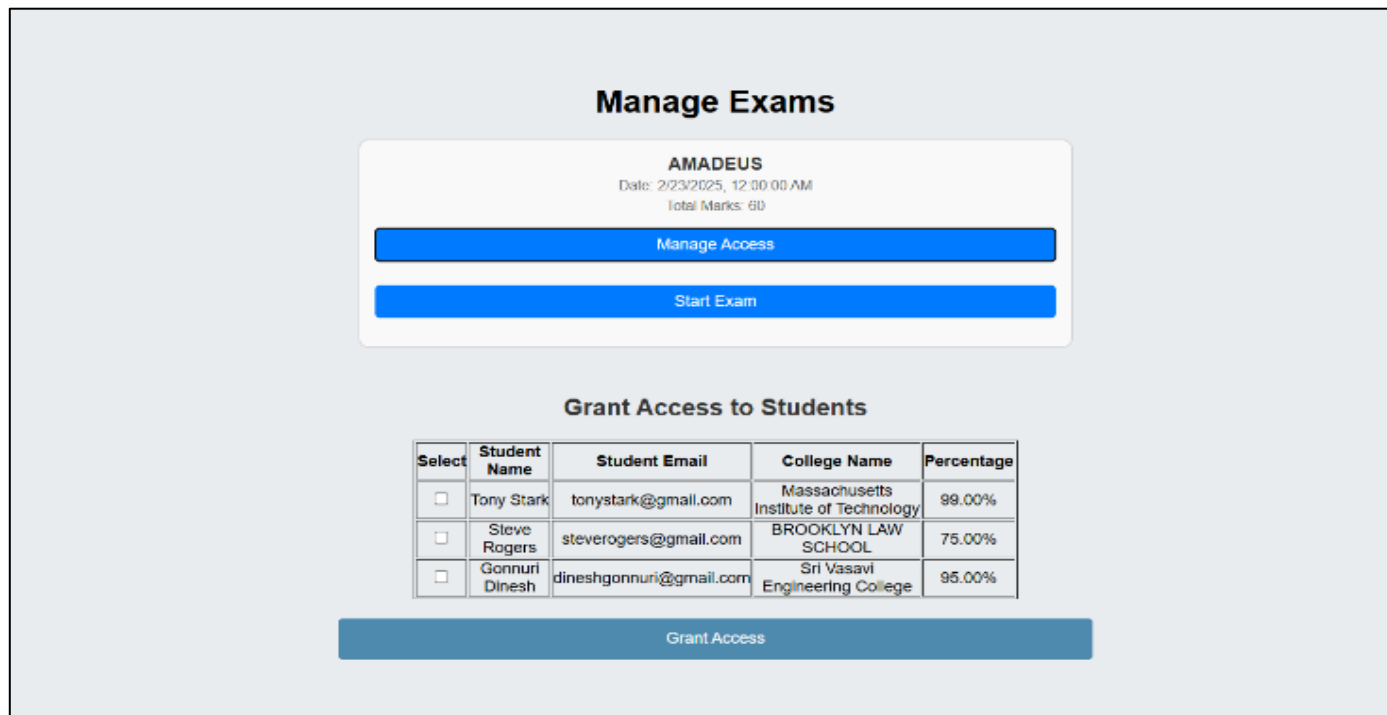 Manage Exams
AMADEUS
Date: 2/23/2025, 12:00:00 AM
Total Marks: 60
Manage Access
Start Exam
Grant Access to Students
Select Student Name Student Email College Name Percentage
Tony Stark tonystark@gmail.com Massachusetts Institute of Technology 99.00%
Steve Rogers steverogers@gmail.com BROOKLYN LAW SCHOOL 75.00%
Gonnuri Dinesh dineshgonnuri@gmail.com Sri Vasavi Engineering College 95.00%
Grant Access